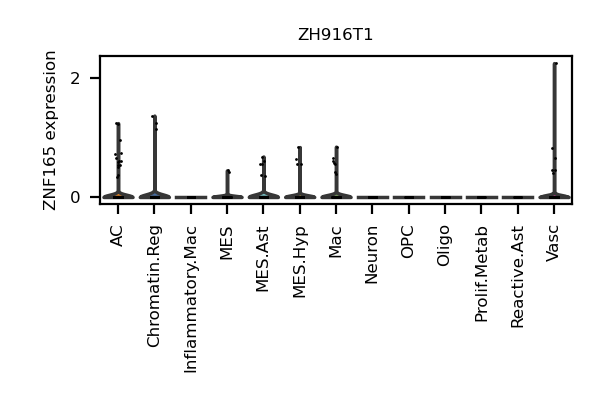 ZH916T1
ZNF165 expression
2
0
AC
Chromatin.Reg
Inflammatory.Mac
MES
MES.Ast
MES.Hyp
Mac
Neuron
OPC
Oligo
Prolif.Metab
Reactive.Ast
Vasc